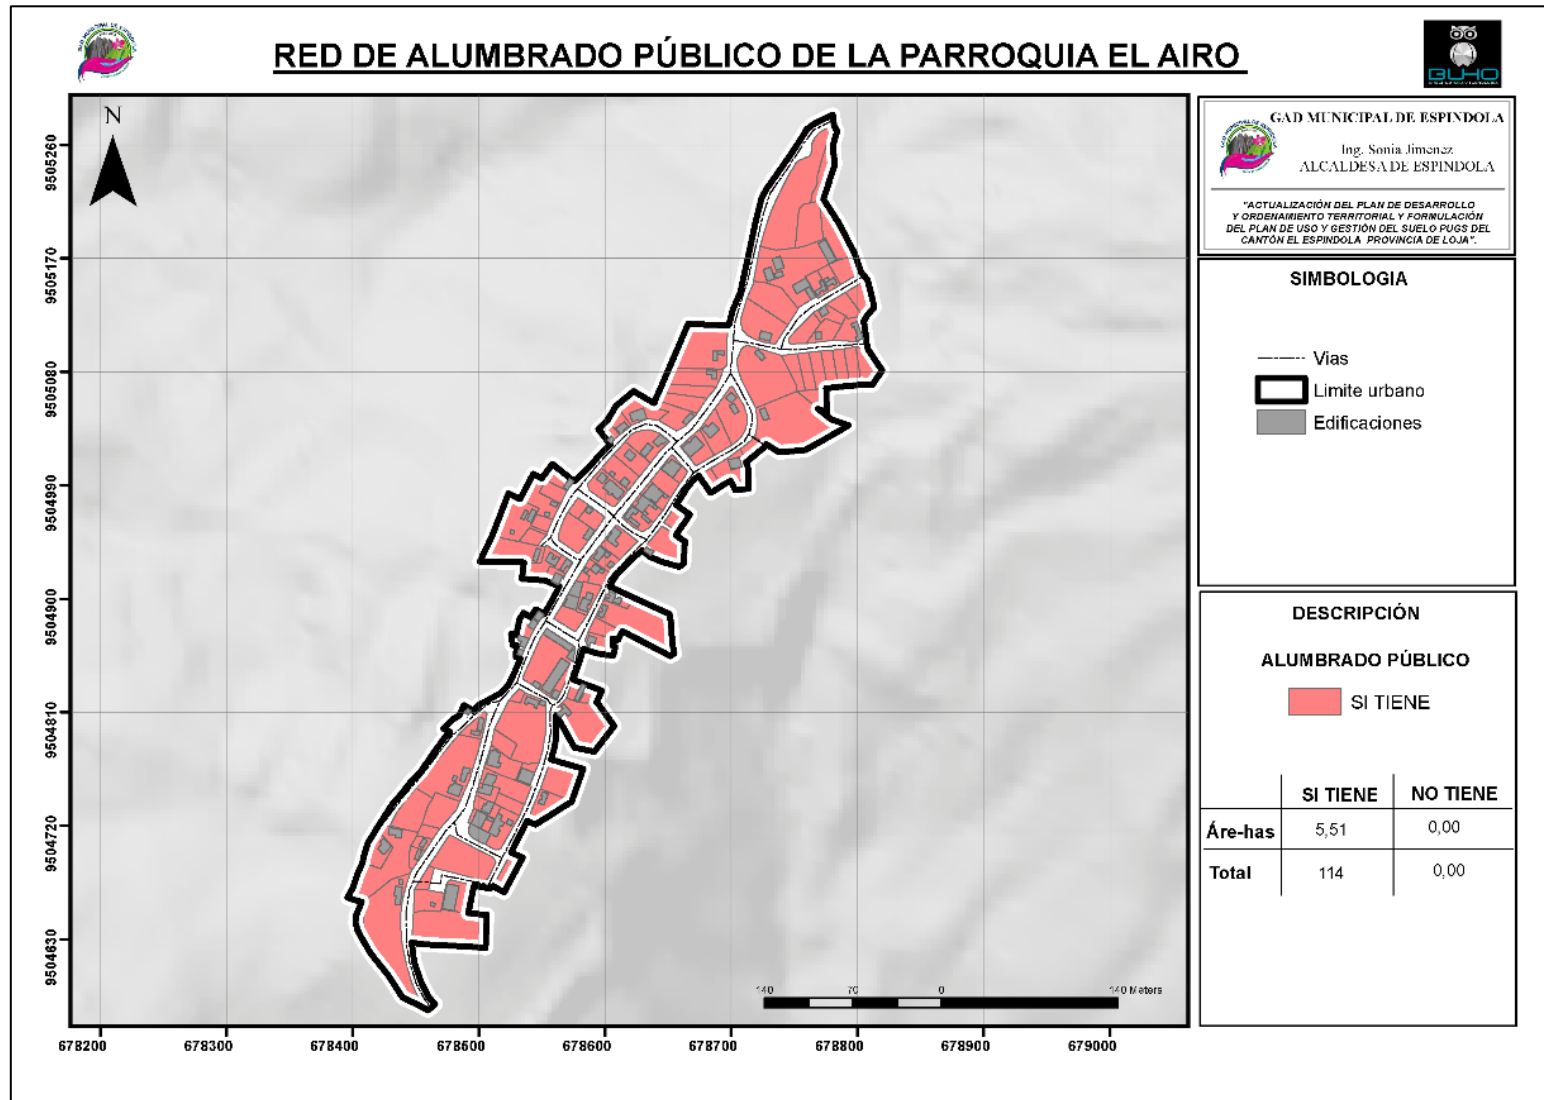 RED DE ALUMBRADO PÚBLICO DE LA PARROQUIA EL AIRO
BUHO
N
9505260
9505170
9505080
9504990
9504900
9504810
9504720
9504630
678200
678300
678400
678500
678600
678700
678800
678900
679000
140
70
0
140 Meters
GAD MUNICIPAL DE ESPINDOLA
Ing. Sonia Jimenez
ALCALDESA DE ESPINDOLA
"ACTUALIZACIÓN DEL PLAN DE DESARROLLO
Y ORDENAMIENTO TERRITORIAL Y FORMULACIÓN
DEL PLAN DE USO Y GESTIÓN DEL SUELO PUGS DEL
CANTÓN EL ESPINDOLA PROVINCIA DE LOJA".
SIMBOLOGIA
Vias
Limite urbano
Edificaciones
DESCRIPCIÓN
ALUMBRADO PÚBLICO
SI TIENE
SI TIENE NO TIENE
Áre-has 5,51 0,00
Total 114 0,00